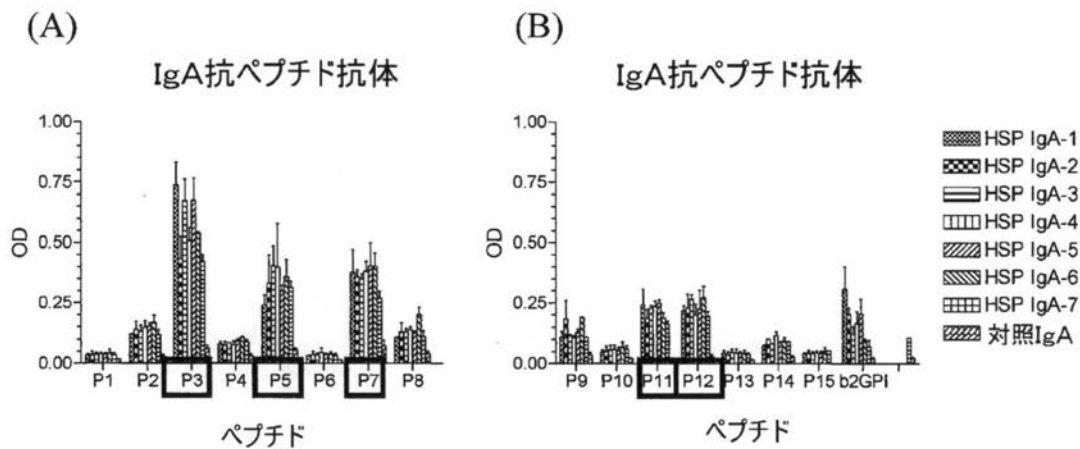 (A)
IgA抗ペプチド抗体
1.00
0.75
0.50
0.25
0.00
OD
P1 P2 P3 P4 P5 P6 P7 P8
ペプチド
(B)
IgA抗ペプチド抗体
1.00
0.75
0.50
0.25
0.00
OD
P9 P10 P11 P12 P13 P14 P15 b2GPI
ペプチド
HSP IgA-1
HSP IgA-2
HSP IgA-3
HSP IgA-4
HSP IgA-5
HSP IgA-6
HSP IgA-7
対照IgA